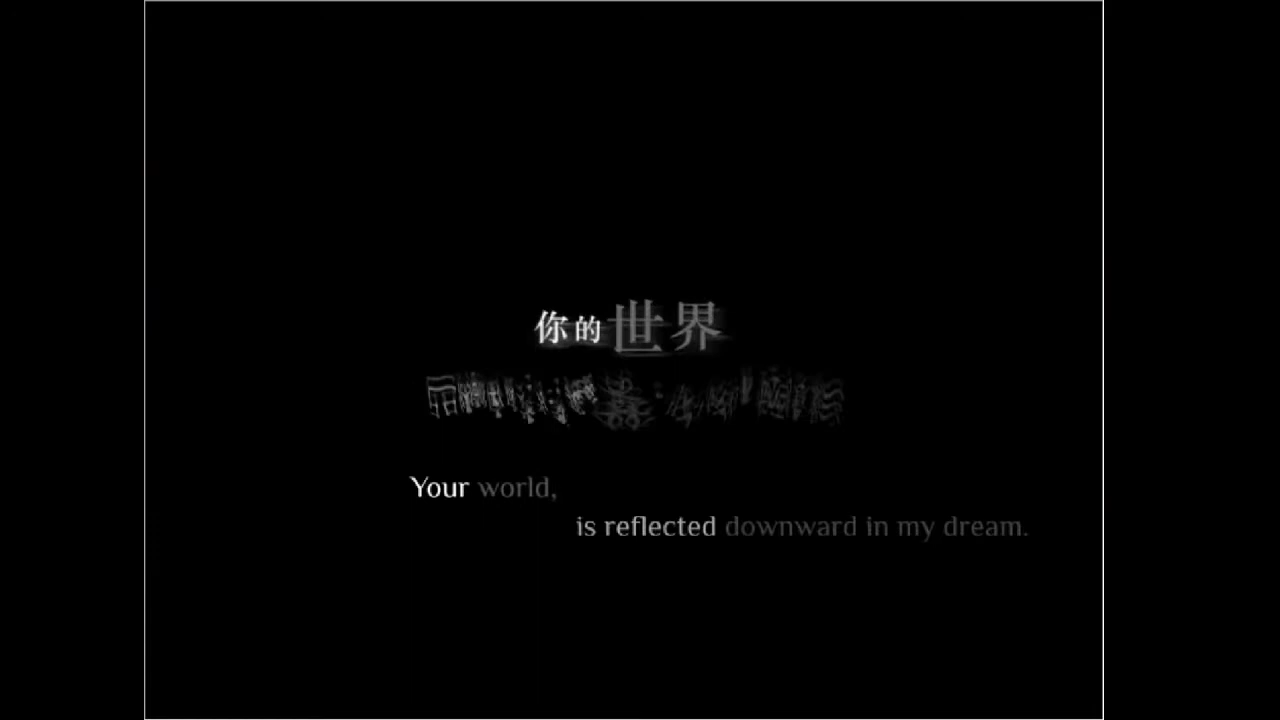 你的世界
Your world,
is reflected downward in my dream.